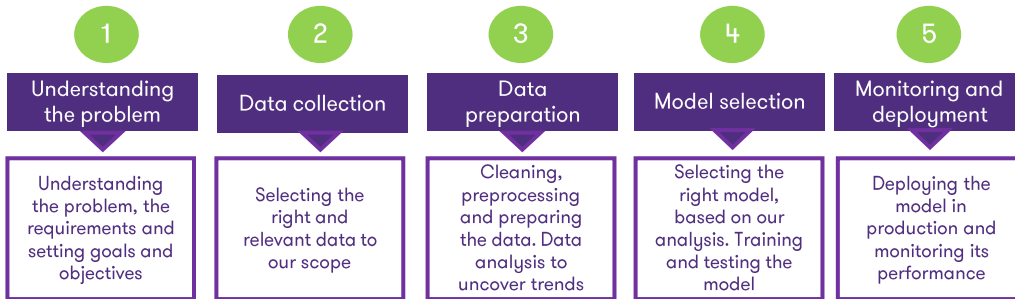 1
Understanding
the problem
Understanding
the problem, the
requirements and
setting goals and
objectives
2
Data collection
Selecting the
right and
relevant data to
our scope
3
Data
preparation
Cleaning,
preprocessing
and preparing
the data. Data
analysis to
uncover trends
4
Model selection
Selecting the
right model,
based on our
analysis. Training
and testing the
model
5
Monitoring and
deployment
Deploying the
model in
production and
monitoring its
performance